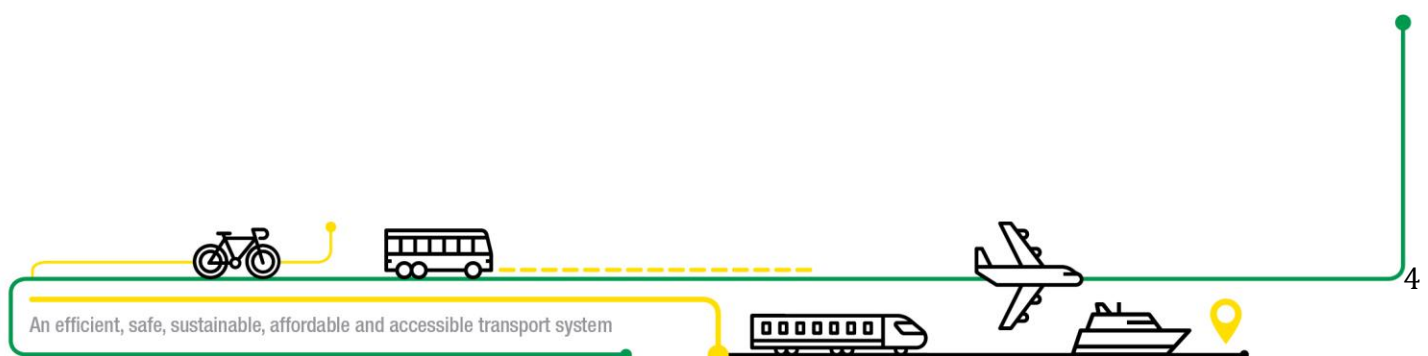 4
An efficient, safe, sustainable, affordable and accessible transport system